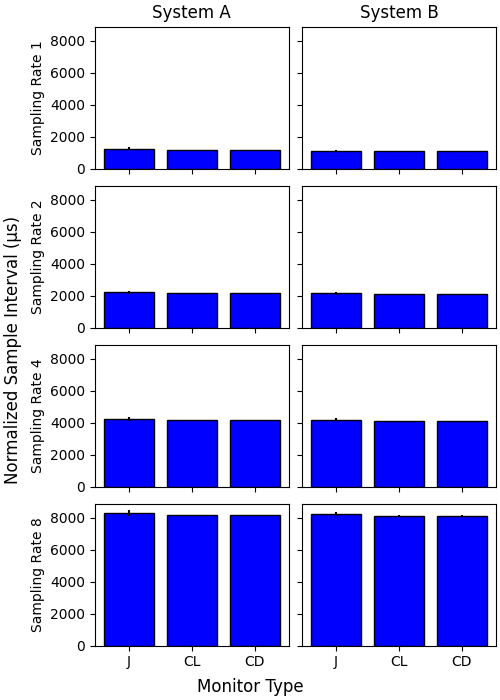 System A System B
Normalized Sample Interval (μs)
Sampling Rate 1
8000
6000
4000
2000
0
Sampling Rate 2
8000
6000
4000
2000
0
Sampling Rate 4
8000
6000
4000
2000
0
Sampling Rate 8
8000
6000
4000
2000
0
J CL CD J CL CD
Monitor Type